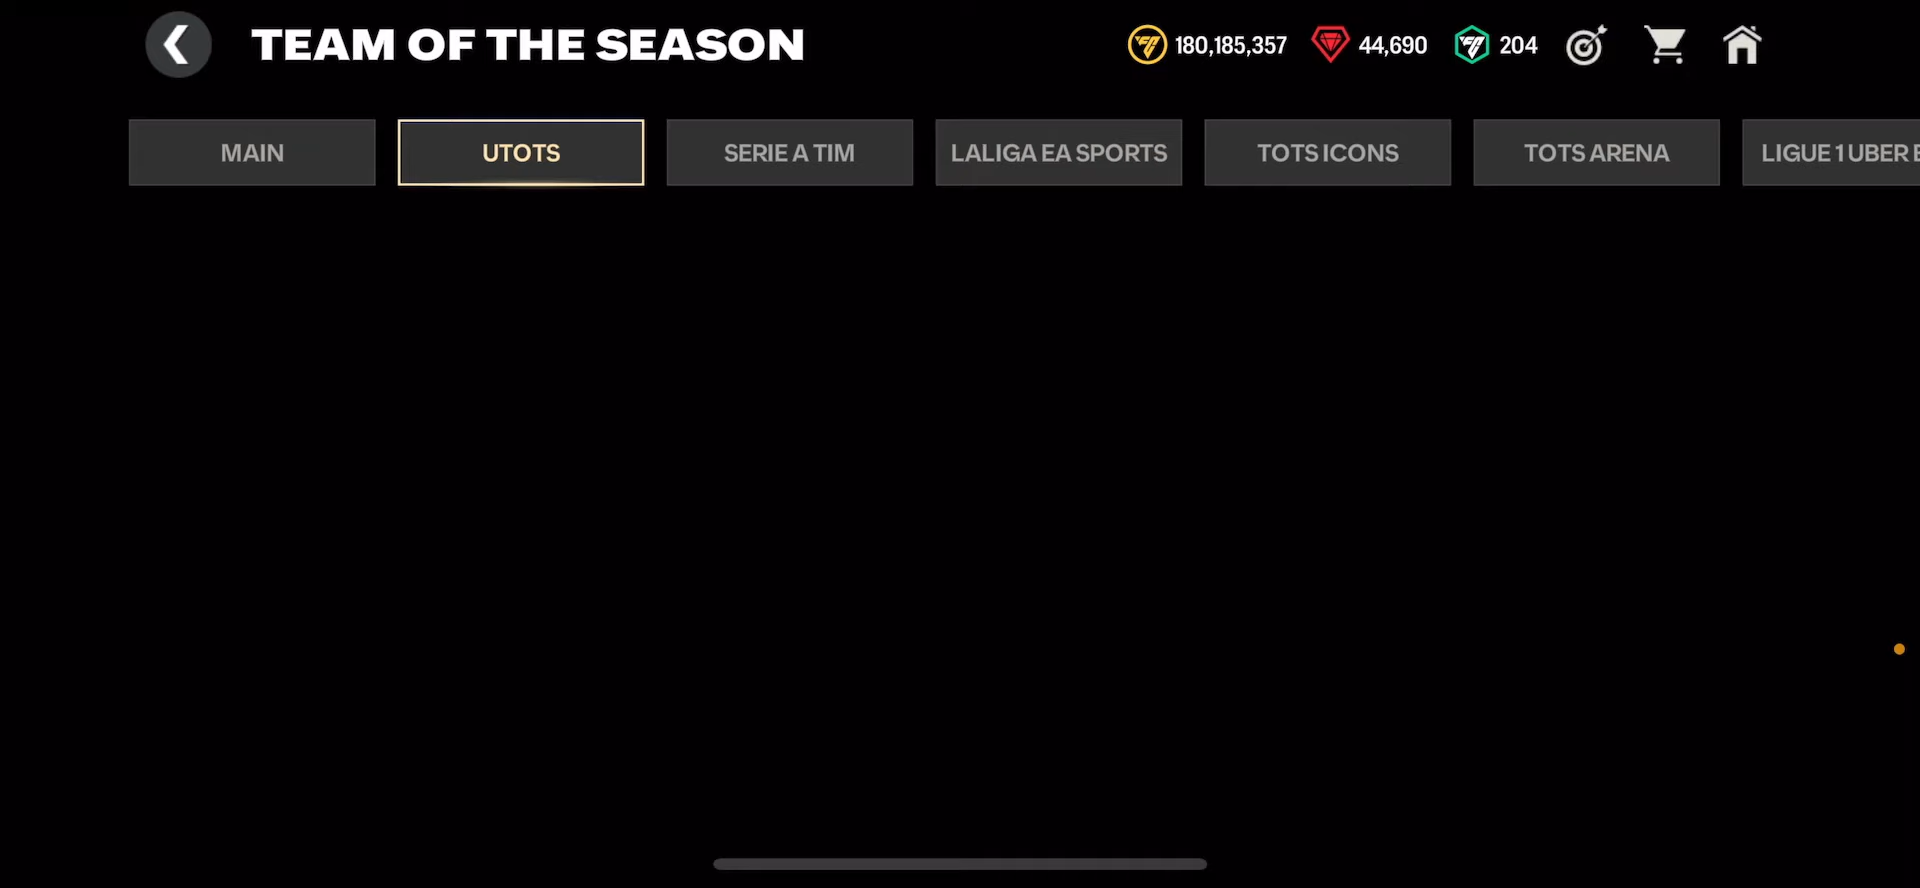 TEAM OF THE SEASON
180,185,357
44,690
204
MAIN
UTOTS
SERIE A TIM
LALIGA EA SPORTS
TOTS ICONS
TOTS ARENA
LIGUE 1 UBER E